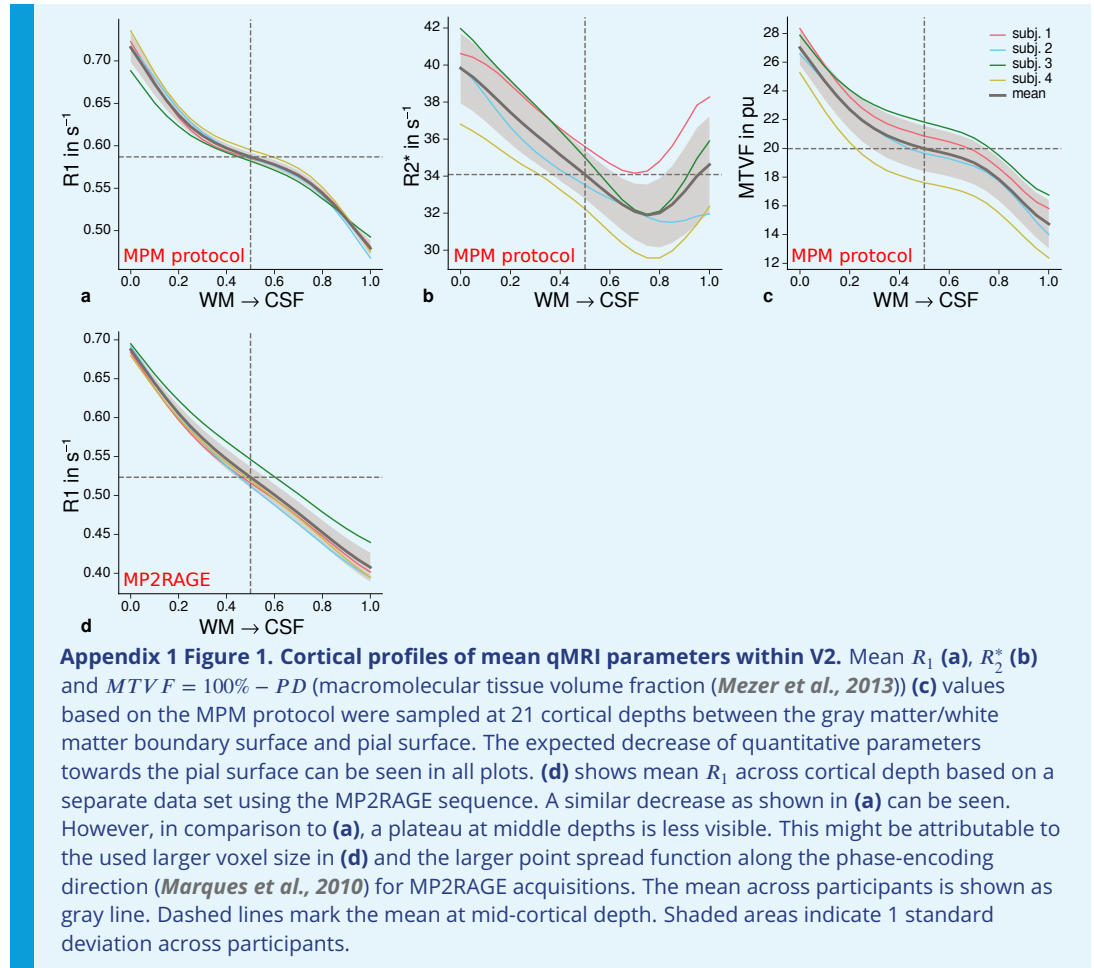 0.70
0.65
0.60
0.55
0.50
R1 in s⁻¹
MPM protocol
0.0 0.2 0.4 0.6 0.8 1.0
a WM → CSF
42
40
38
36
34
32
30
R2* in s⁻¹
MPM protocol
0.0 0.2 0.4 0.6 0.8 1.0
b WM → CSF
28
26
24
22
20
18
16
14
12
MTVF in pu
subj. 1
subj. 2
subj. 3
subj. 4
mean
MPM protocol
0.0 0.2 0.4 0.6 0.8 1.0
c WM → CSF
0.70
0.65
0.60
0.55
0.50
0.45
0.40
R1 in s⁻¹
MP2RAGE
0.0 0.2 0.4 0.6 0.8 1.0
d WM → CSF
Appendix 1 Figure 1. Cortical profiles of mean qMRI parameters within V2. Mean R₁ (a), R₂* (b)
and MTVF = 100% − PD (macromolecular tissue volume fraction (Mezer et al., 2013)) (c) values
based on the MPM protocol were sampled at 21 cortical depths between the gray matter/white
matter boundary surface and pial surface. The expected decrease of quantitative parameters
towards the pial surface can be seen in all plots. (d) shows mean R₁ across cortical depth based on a
separate data set using the MP2RAGE sequence. A similar decrease as shown in (a) can be seen.
However, in comparison to (a), a plateau at middle depths is less visible. This might be attributable to
the used larger voxel size in (d) and the larger point spread function along the phase-encoding
direction (Marques et al., 2010) for MP2RAGE acquisitions. The mean across participants is shown as
gray line. Dashed lines mark the mean at mid-cortical depth. Shaded areas indicate 1 standard
deviation across participants.